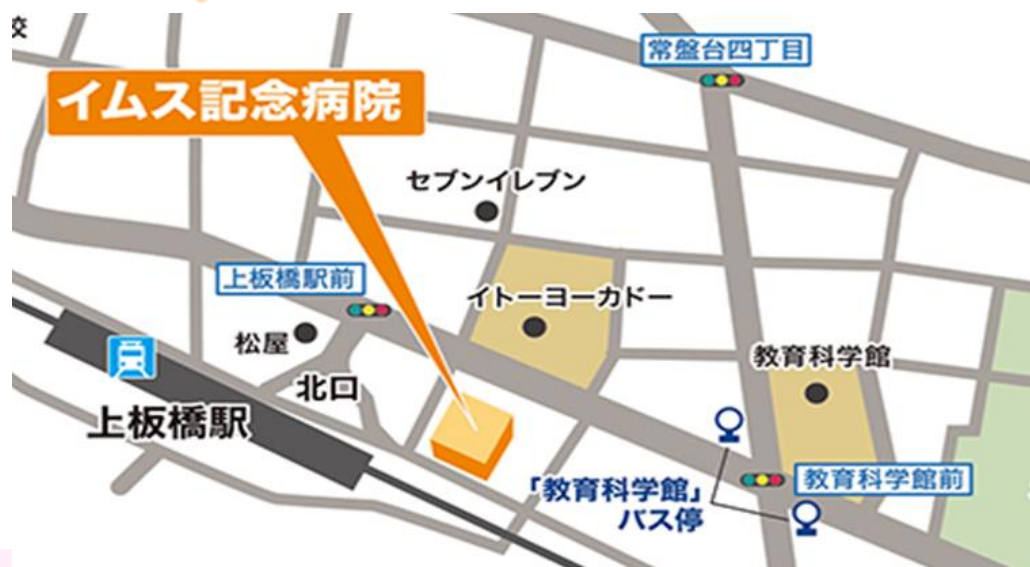 校
常盤台四丁目
イムス記念病院
セブンイレブン
上板橋駅前
イトーヨーカドー
松屋
教育科学館
北口
上板橋駅
教育科学館前
「教育科学館」
バス停